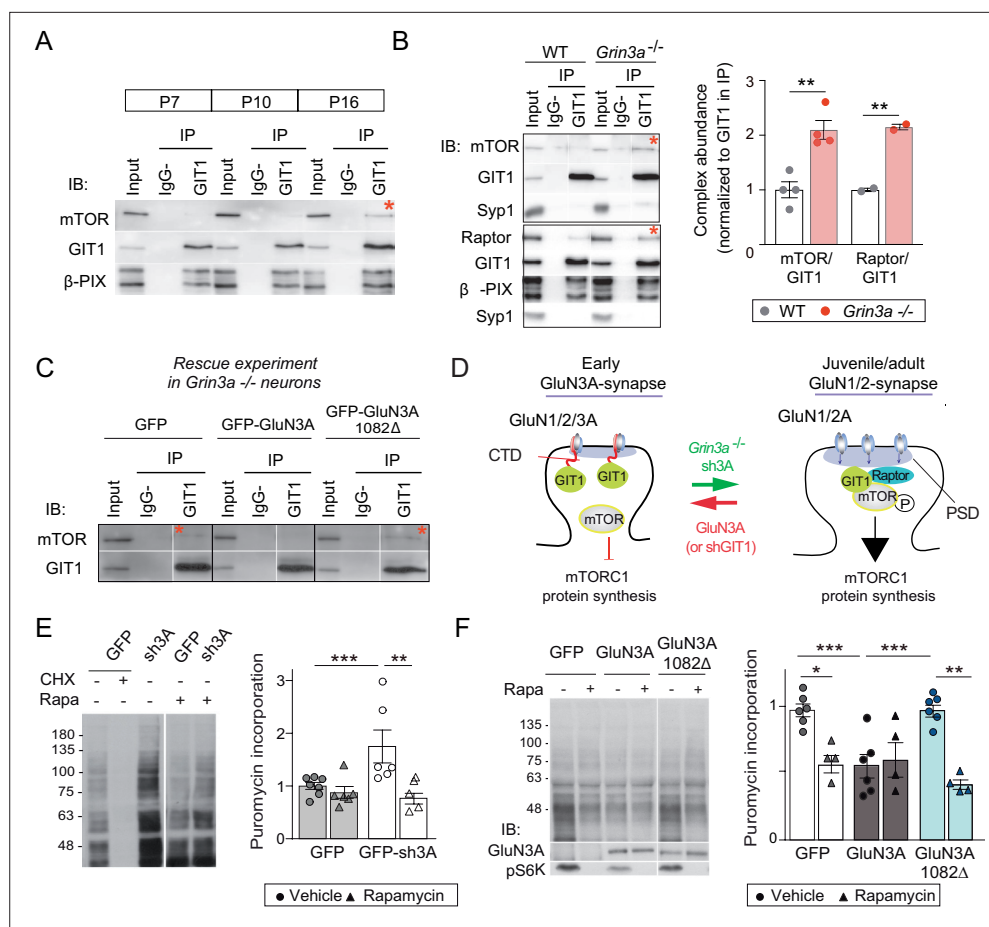 A
P7 P10 P16
IP IP IP
IB: Input IgG- GIT1 Input IgG- GIT1 Input IgG- GIT1
*
mTOR
GIT1
β-PIX
B
WT Grin3a -/-
IP IP
Input IgG- GIT1 Input IgG- GIT1
IB: mTOR *
GIT1
Syp1
Raptor *
GIT1
β -PIX
Syp1
Complex abundance
(normalized to GIT1 in IP)
3
2
1
0
** **
mTOR/
GIT1
Raptor/
GIT1
WT Grin3a -/-
C
Rescue experiment
in Grin3a -/- neurons
GFP GFP-GluN3A GFP-GluN3A
1082Δ
IP IP IP
IB: Input IgG- GIT1 Input IgG- GIT1 Input IgG- GIT1
mTOR * *
GIT1
D
Early
GluN3A-synapse
GluN1/2/3A
CTD
GIT1 GIT1
mTOR
mTORC1
protein synthesis
Grin3a -/-
sh3A
GluN3A
(or shGIT1)
Juvenile/adult
GluN1/2-synapse
GluN1/2A
GIT1 Raptor
mTOR P
PSD
mTORC1
protein synthesis
E
GFP sh3A GFP sh3A
CHX - + - - -
Rapa - - - + +
180 -
135 -
100 -
75 -
63 -
48 -
Puromycin incorporation
3
2
1
0
*** **
GFP GFP-sh3A
Vehicle Rapamycin
F
GFP GluN3A GluN3A
1082Δ
Rapa - + - + - +
135 -
100 -
75 -
63 -
48 -
IB:
GluN3A
pS6K
Puromycin incorporation
1
0
*** ***
* **
GFP GluN3A GluN3A
1082Δ
Vehicle Rapamycin